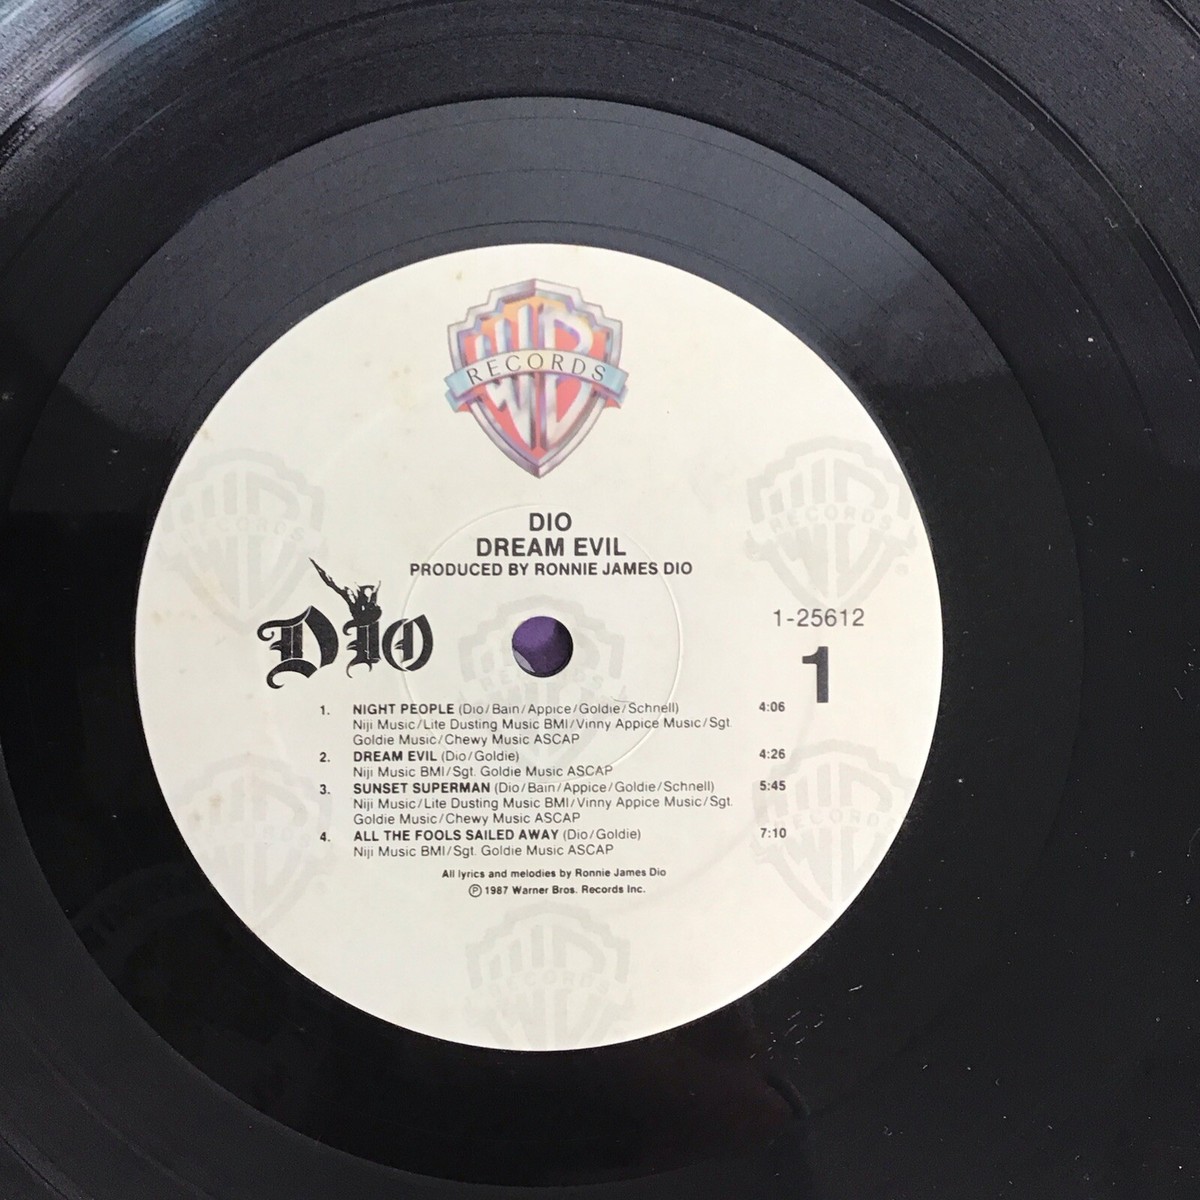 RECORDS
DIO
DREAM EVIL
PRODUCED BY RONNIE JAMES DIO
DIO
1-25612
1
1. NIGHT PEOPLE (Dio/Bain/Appice/Goldie/Schnell) 4:06
Niji Music/Lite Dusting Music BMI/Vinny Appice Music/Sgt.
Goldie Music/Chewy Music ASCAP
2. DREAM EVIL (Dio/Goldie) 4:26
Niji Music BMI/Sgt. Goldie Music ASCAP
3. SUNSET SUPERMAN (Dio/Bain/Appice/Goldie/Schnell) 5:45
Niji Music/Lite Dusting Music BMI/Vinny Appice Music/Sgt.
Goldie Music/Chewy Music ASCAP
4. ALL THE FOOLS SAILED AWAY (Dio/Goldie) 7:10
Niji Music BMI/Sgt. Goldie Music ASCAP
All lyrics and melodies by Ronnie James Dio
℗ 1987 Warner Bros. Records Inc.